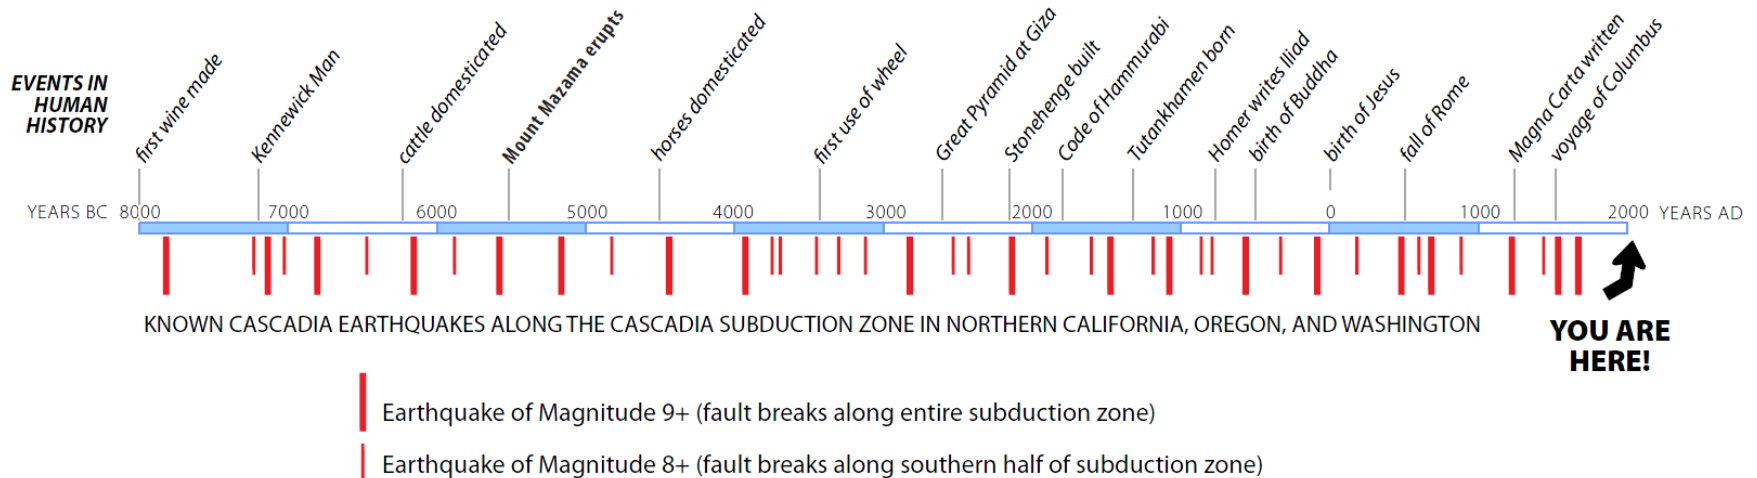 EVENTS IN
HUMAN
HISTORY
first wine made
Kennewick Man
cattle domesticated
Mount Mazama erupts
horses domesticated
first use of wheel
Great Pyramid at Giza
Stonehenge built
Code of Hammurabi
Tutankhamen born
Homer writes Iliad
birth of Buddha
birth of Jesus
fall of Rome
Magna Carta written
voyage of Columbus
YEARS BC 8000 7000 6000 5000 4000 3000 2000 1000 0 1000 2000 YEARS AD
KNOWN CASCADIA EARTHQUAKES ALONG THE CASCADIA SUBDUCTION ZONE IN NORTHERN CALIFORNIA, OREGON, AND WASHINGTON
YOU ARE
HERE!
Earthquake of Magnitude 9+ (fault breaks along entire subduction zone)
Earthquake of Magnitude 8+ (fault breaks along southern half of subduction zone)